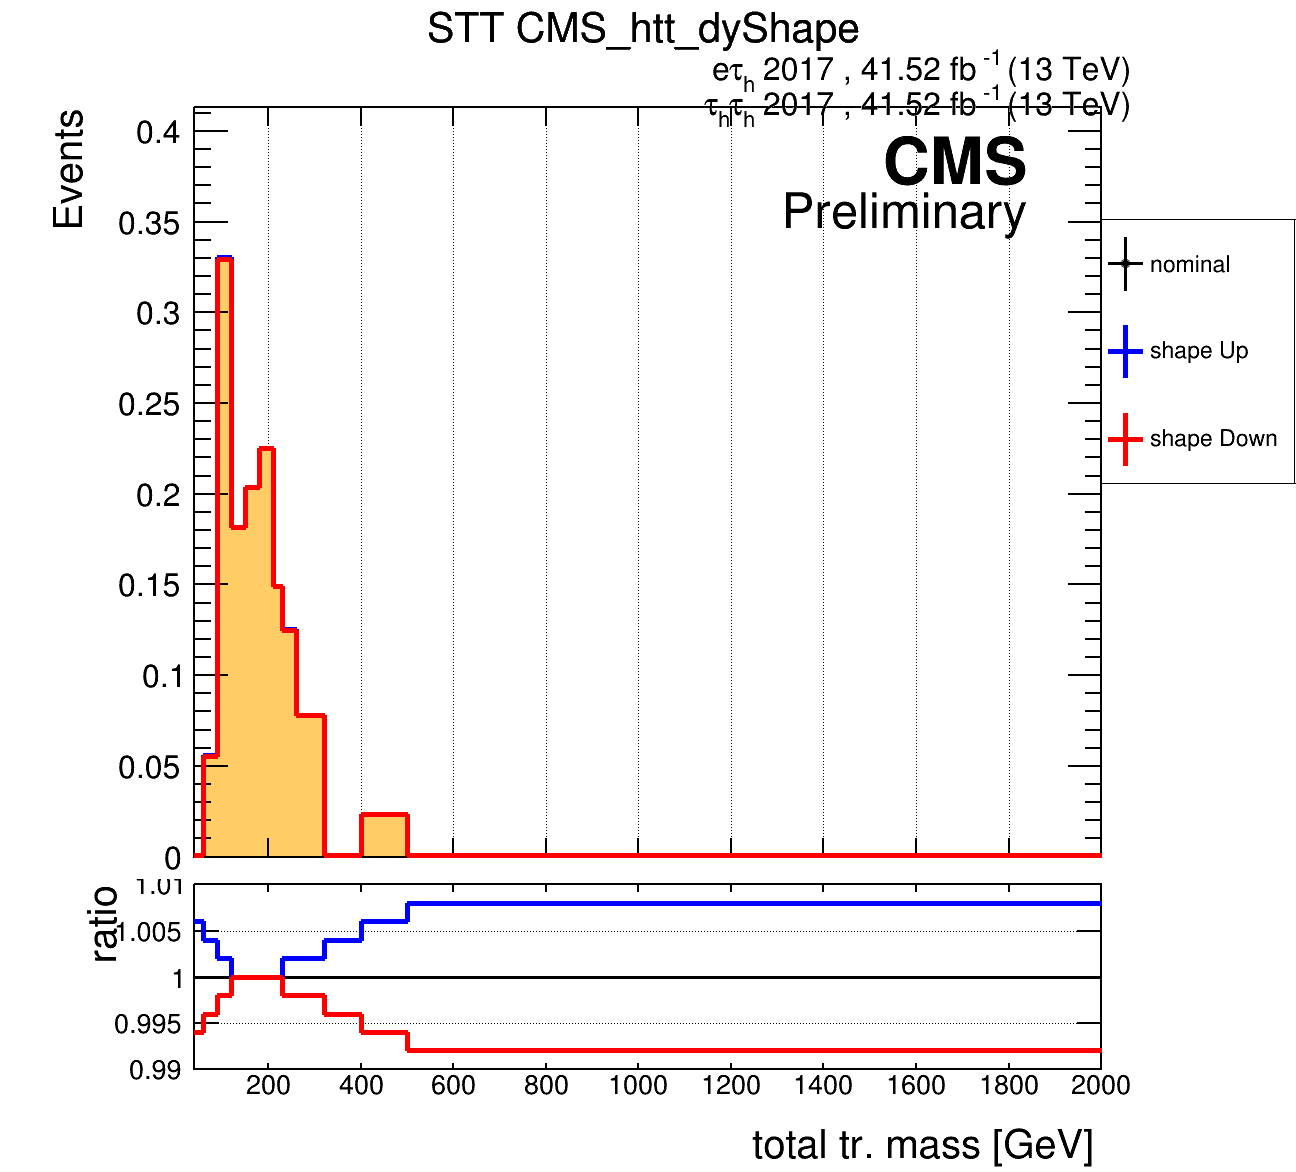 STT CMS_htt_dyShape
eτh 2017 , 41.52 fb-1 (13 TeV)
τhτh 2017 , 41.52 fb-1 (13 TeV)
CMS
Preliminary
Events
0.4
0.35
0.3
0.25
0.2
0.15
0.1
0.05
0
nominal
shape Up
shape Down
ratio
1.01
1.005
1
0.995
0.99
200 400 600 800 1000 1200 1400 1600 1800 2000
total tr. mass [GeV]